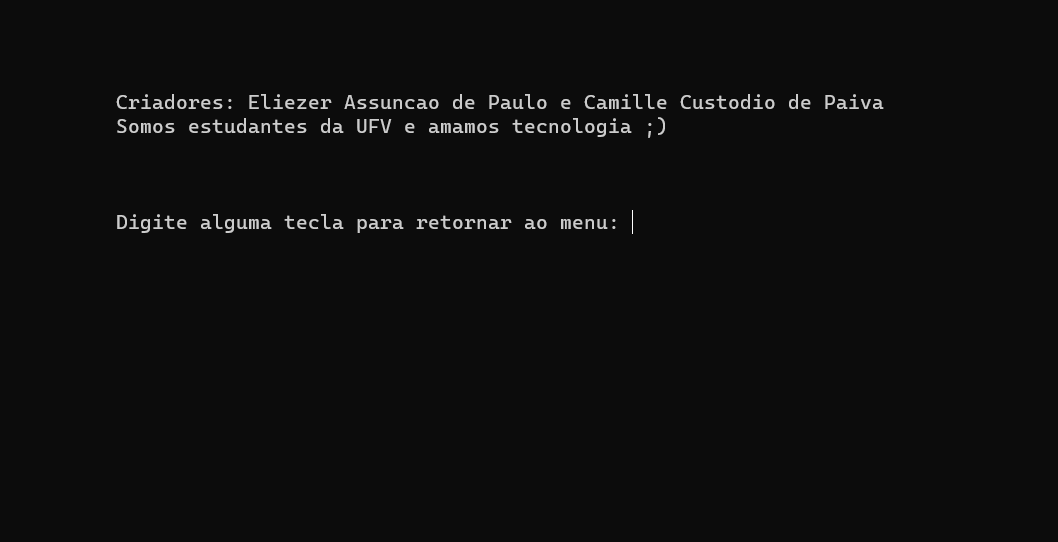 Criadores: Eliezer Assuncao de Paulo e Camille Custodio de Paiva
Somos estudantes da UFV e amamos tecnologia ;)
Digite alguma tecla para retornar ao menu: